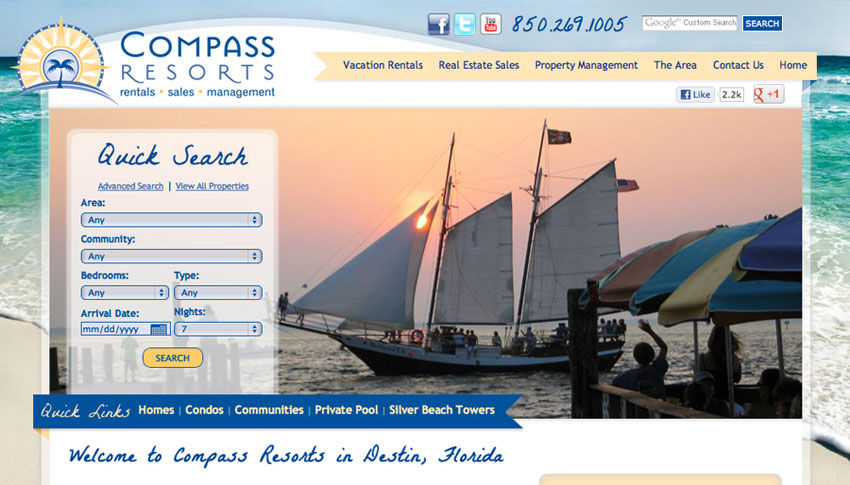 COMPASS
RESORTS
rentals • sales • management
f t You Tube 850.269.1005 Google™ Custom Search SEARCH
Vacation Rentals Real Estate Sales Property Management The Area Contact Us Home
f Like 2.2k g +1
Quick Search
Advanced Search | View All Properties
Area:
Any
Community:
Any
Bedrooms: Type:
Any Any
Arrival Date: Nights:
mm/dd/yyyy 7
SEARCH
Quick Links Homes | Condos | Communities | Private Pool | Silver Beach Towers
Welcome to Compass Resorts in Destin, Florida